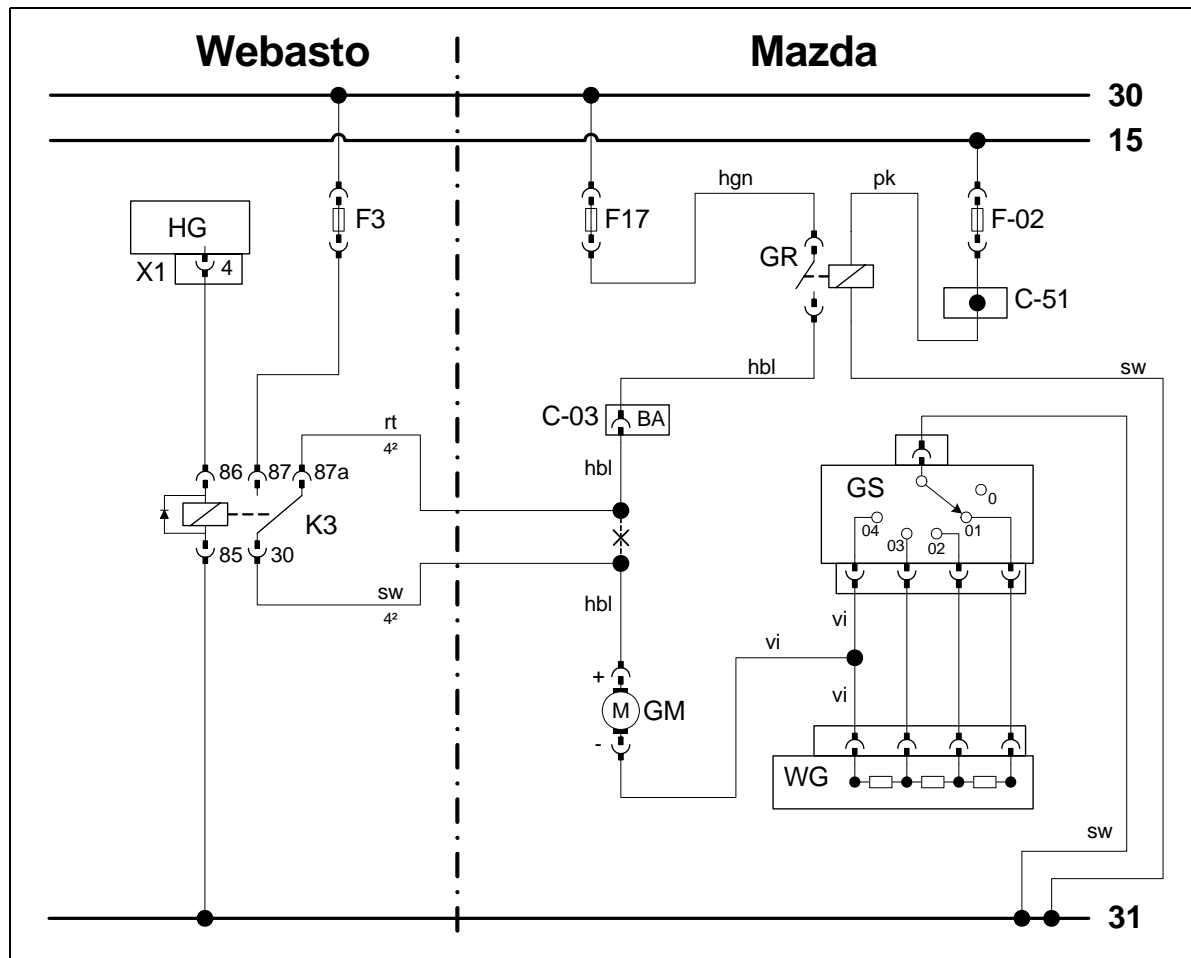 Webasto
Mazda
30
15
hgn
pk
F3
F17
F-02
HG
GR
X1
4
C-51
hbl
sw
C-03
BA
rt
4²
hbl
86
87
87a
GS
0
04
01
03
02
K3
85
30
sw
4²
hbl
vi
vi
+
vi
M
GM
-
WG
sw
31